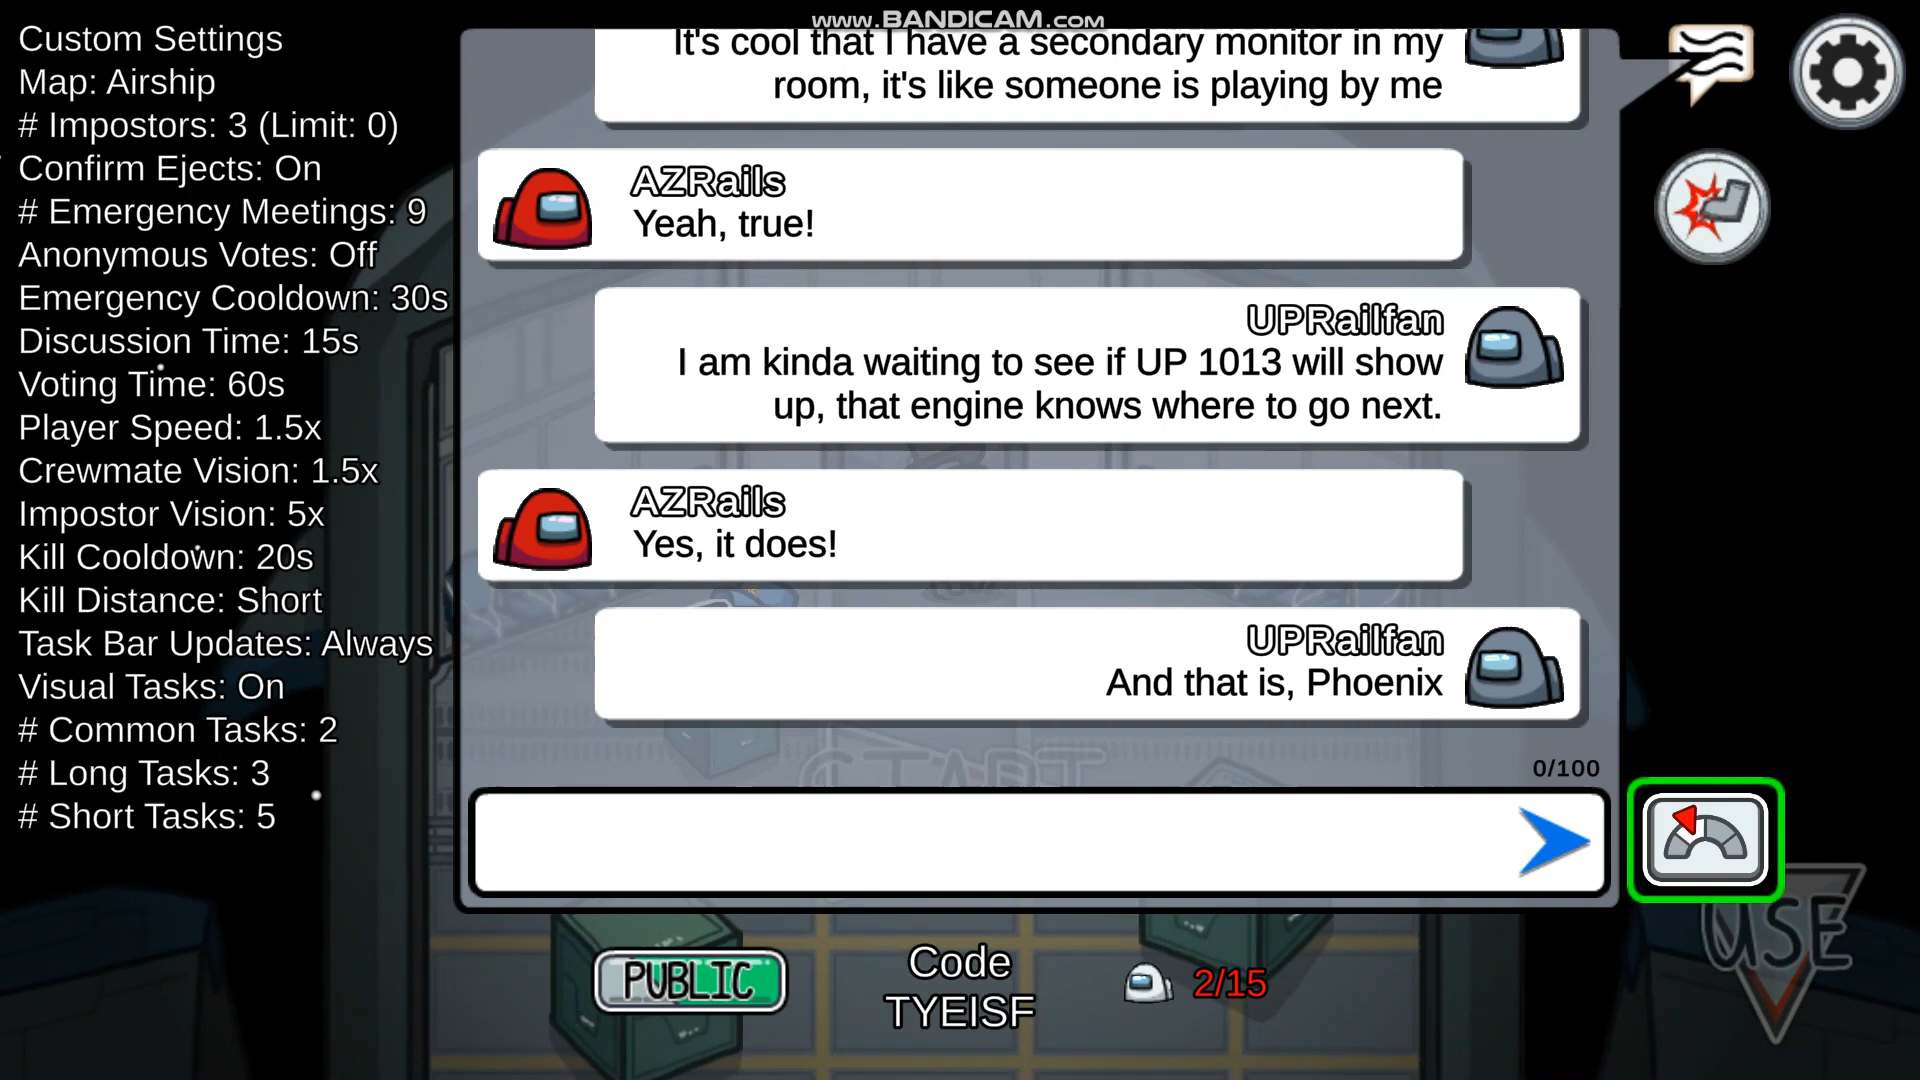 www.BANDICAM.com
Custom Settings
Map: Airship
# Impostors: 3 (Limit: 0)
Confirm Ejects: On
# Emergency Meetings: 9
Anonymous Votes: Off
Emergency Cooldown: 30s
Discussion Time: 15s
Voting Time: 60s
Player Speed: 1.5x
Crewmate Vision: 1.5x
Impostor Vision: 5x
Kill Cooldown: 20s
Kill Distance: Short
Task Bar Updates: Always
Visual Tasks: On
# Common Tasks: 2
# Long Tasks: 3
# Short Tasks: 5
It's cool that I have a secondary monitor in my
room, it's like someone is playing by me
AZRails
Yeah, true!
UPRailfan
I am kinda waiting to see if UP 1013 will show
up, that engine knows where to go next.
AZRails
Yes, it does!
UPRailfan
And that is, Phoenix
START
0/100
USE
PUBLIC
Code
TYEISF
2/15